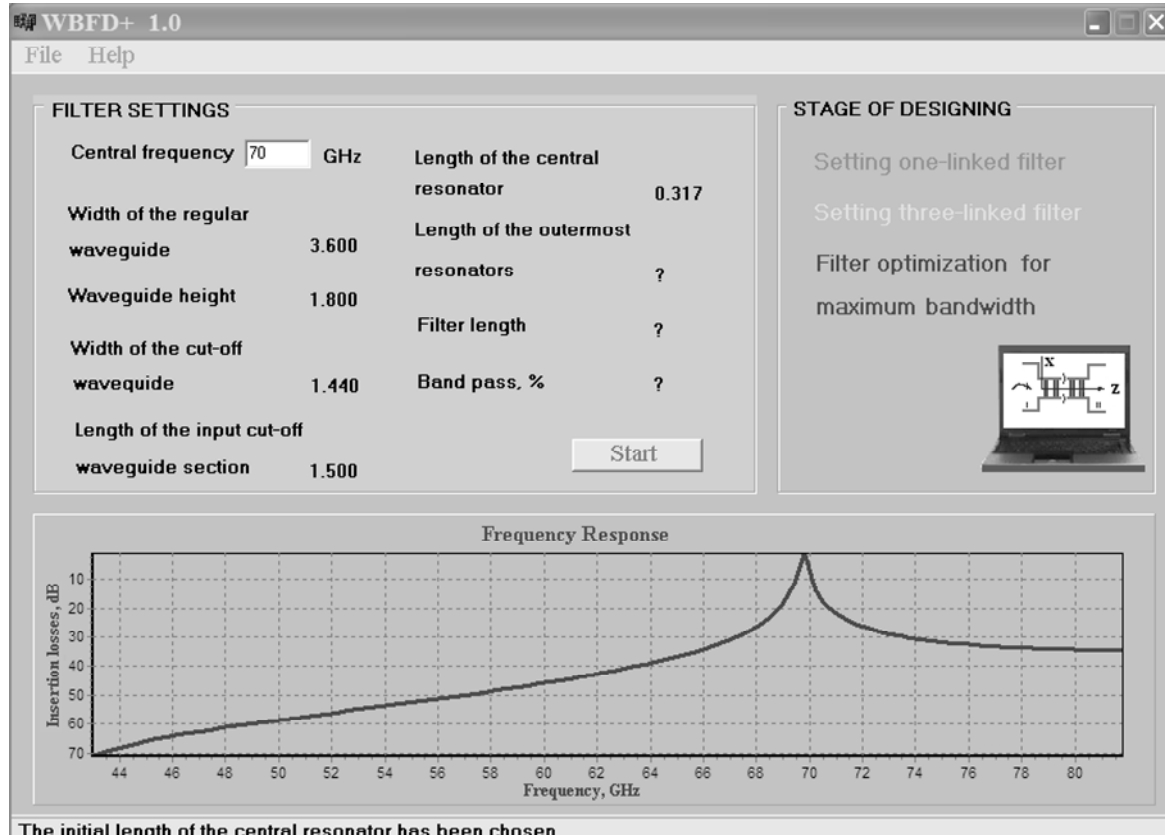 WBFD+ 1.0
File Help
FILTER SETTINGS
Central frequency 70 GHz
Width of the regular
waveguide 3.600
Waveguide height 1.800
Width of the cut-off
wavequide 1.440
Length of the input cut-off
waveguide section 1.500
Length of the central
resonator 0.317
Length of the outermost
resonators ?
Filter length ?
Band pass, % ?
Start
STAGE OF DESIGNING
Setting one-linked filter
Setting three-linked filter
Filter optimization for
maximum bandwidth
X
Z
I II
Frequency Response
Insertion losses, dB
10
20
30
40
50
60
70
44 46 48 50 52 54 56 58 60 62 64 66 68 70 72 74 76 78 80
Frequency, GHz
The initial length of the central resonator has been chosen